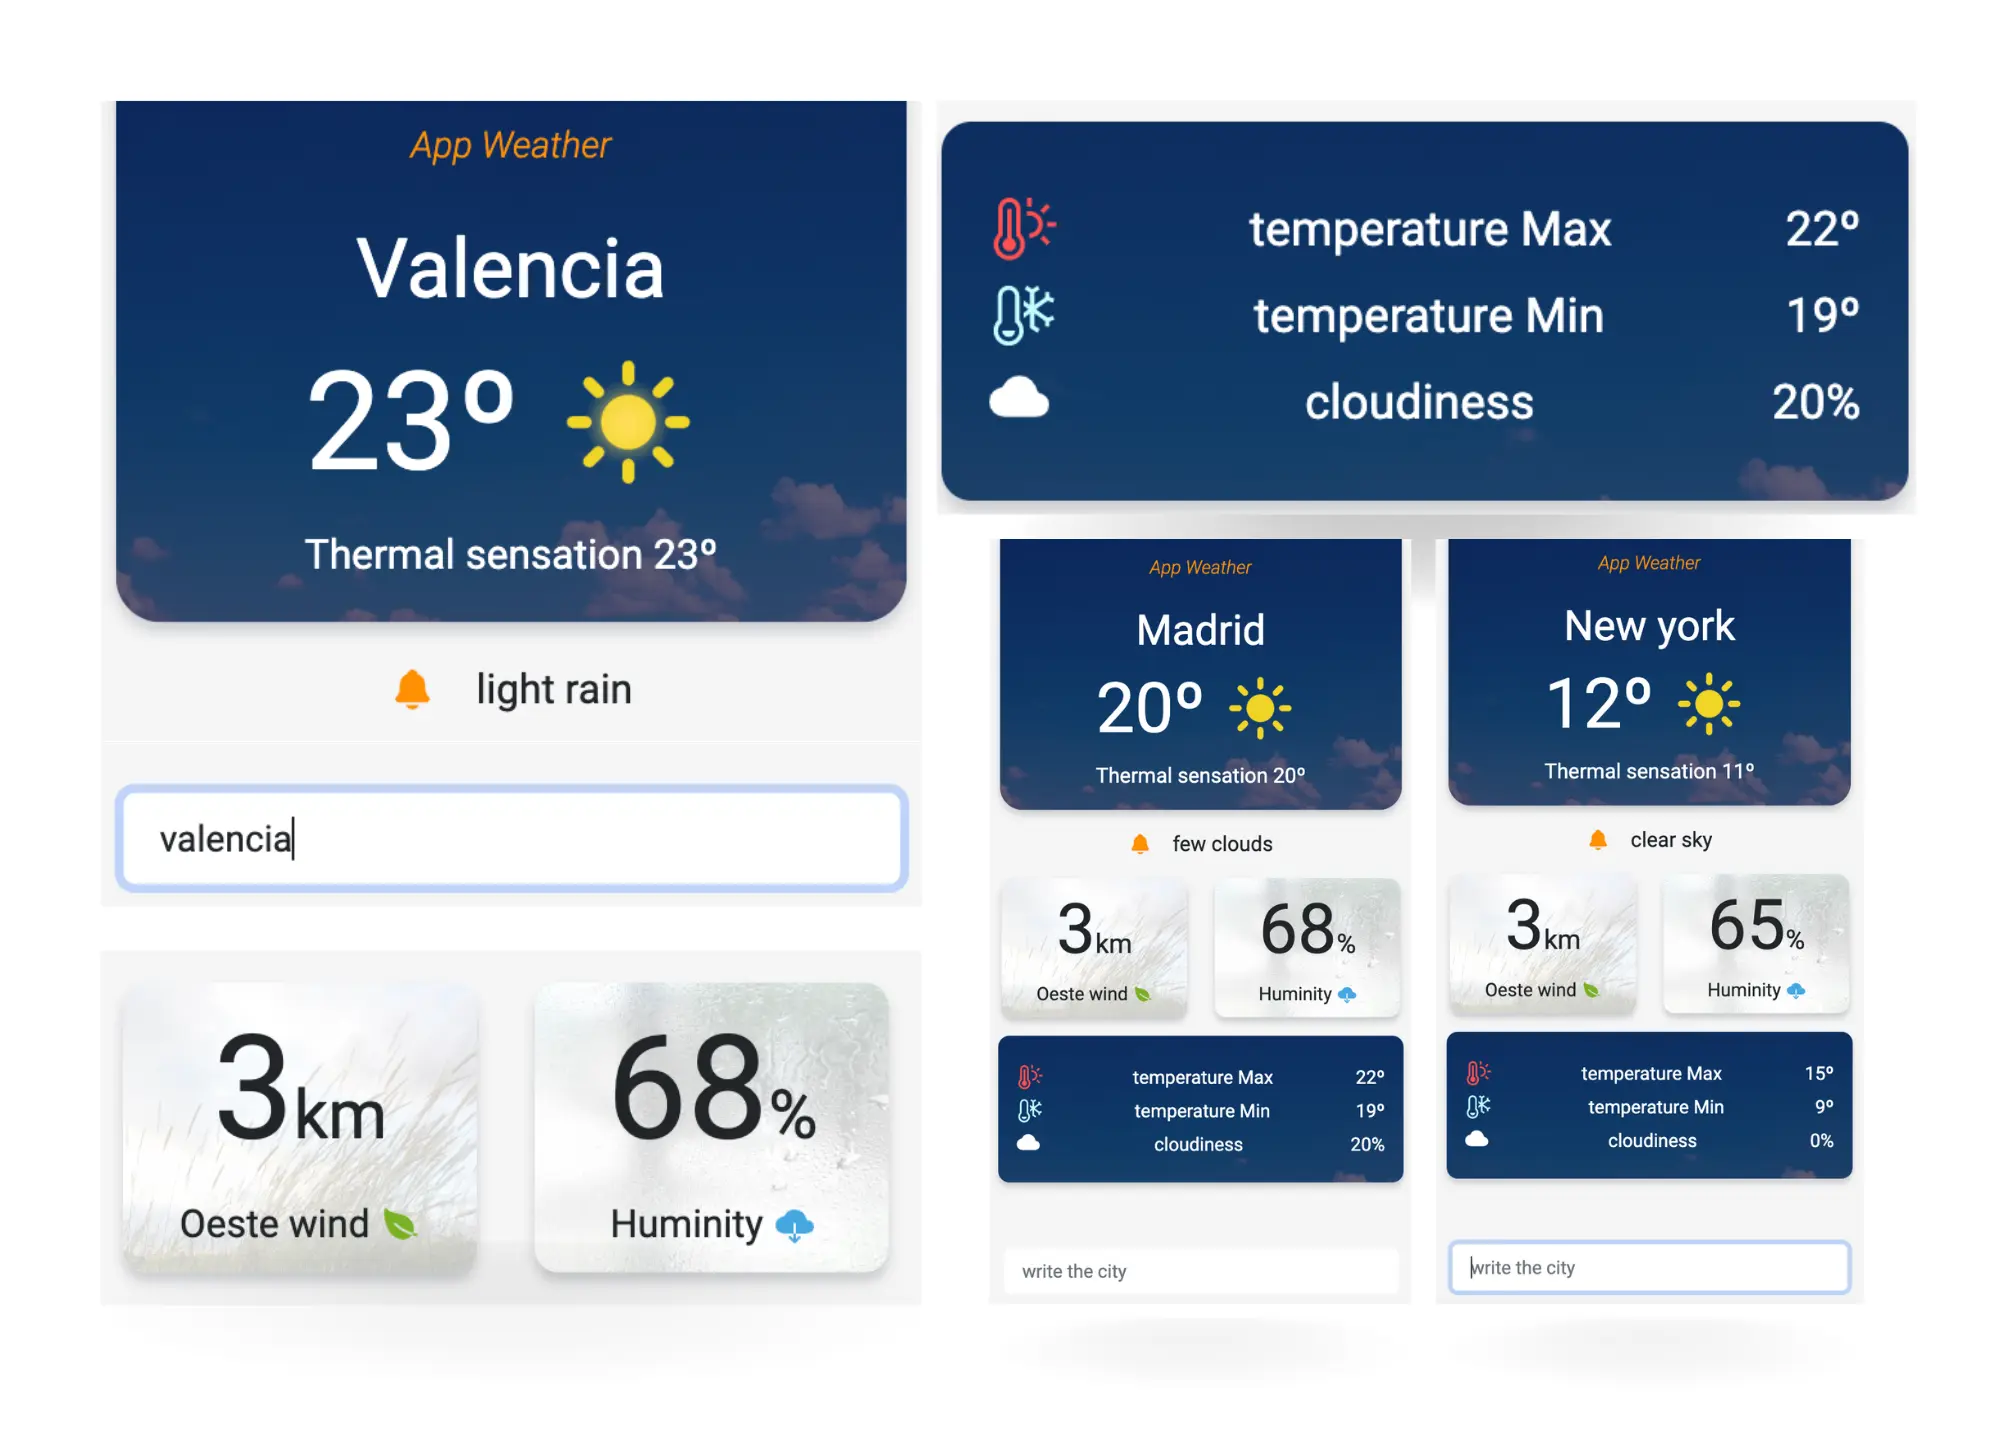 App Weather
Valencia
23º
Thermal sensation 23º
light rain
valencia
3km
Oeste wind
68%
Huminity
temperature Max 22º
temperature Min 19º
cloudiness 20%
App Weather
Madrid
20º
Thermal sensation 20º
few clouds
3km
Oeste wind
68%
Huminity
temperature Max 22º
temperature Min 19º
cloudiness 20%
write the city
App Weather
New york
12º
Thermal sensation 11º
clear sky
3km
Oeste wind
65%
Huminity
temperature Max 15º
temperature Min 9º
cloudiness 0%
write the city